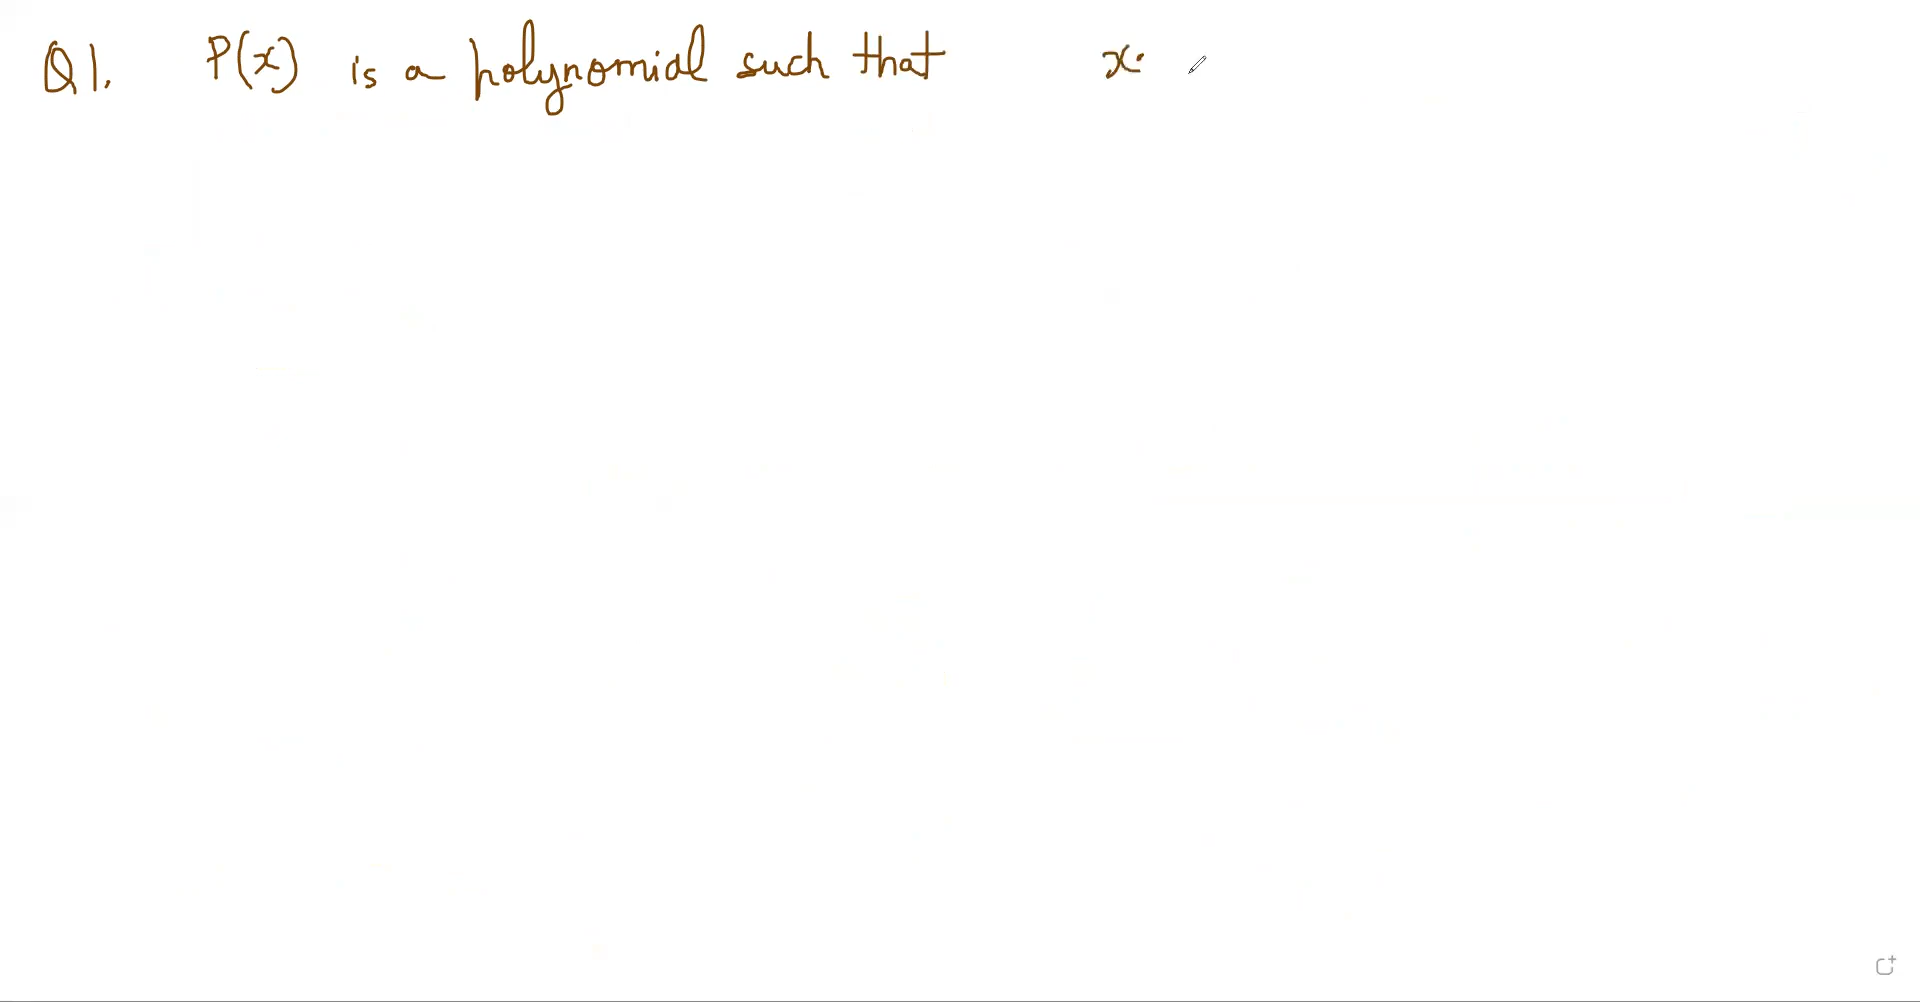 Q1. P(x) is a polynomial such that x·